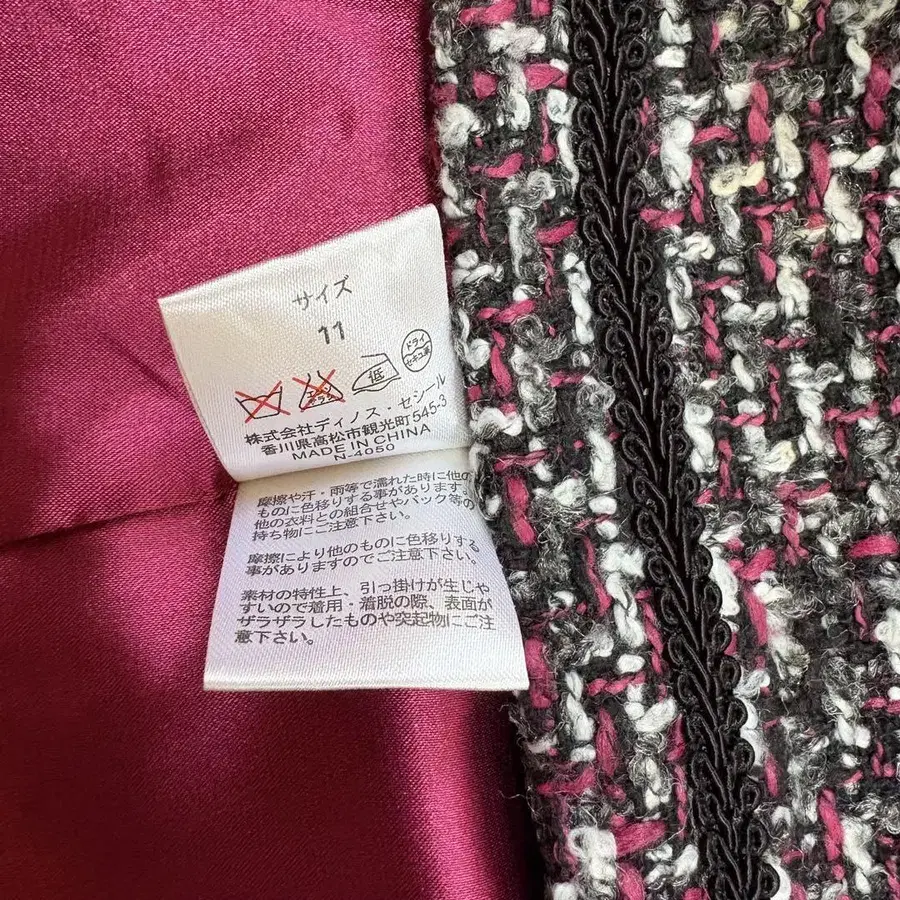 サイズ
11
エンソ サラシ
低
ドライ
セキユ系
株式会社ディノス・セシール
香川県高松市観光町545-3
MADE IN CHINA
N-4050
摩擦や汗・雨等で濡れた時に他の
ものに色移りする事があります。
他の衣料との組合せやバック等の
持ち物にご注意下さい。
摩擦により他のものに色移りする
事がありますのでご注意下さい。
素材の特性上、引っ掛けが生じや
すいので着用・着脱の際、表面が
ザラザラしたものや突起物にご注
意下さい。